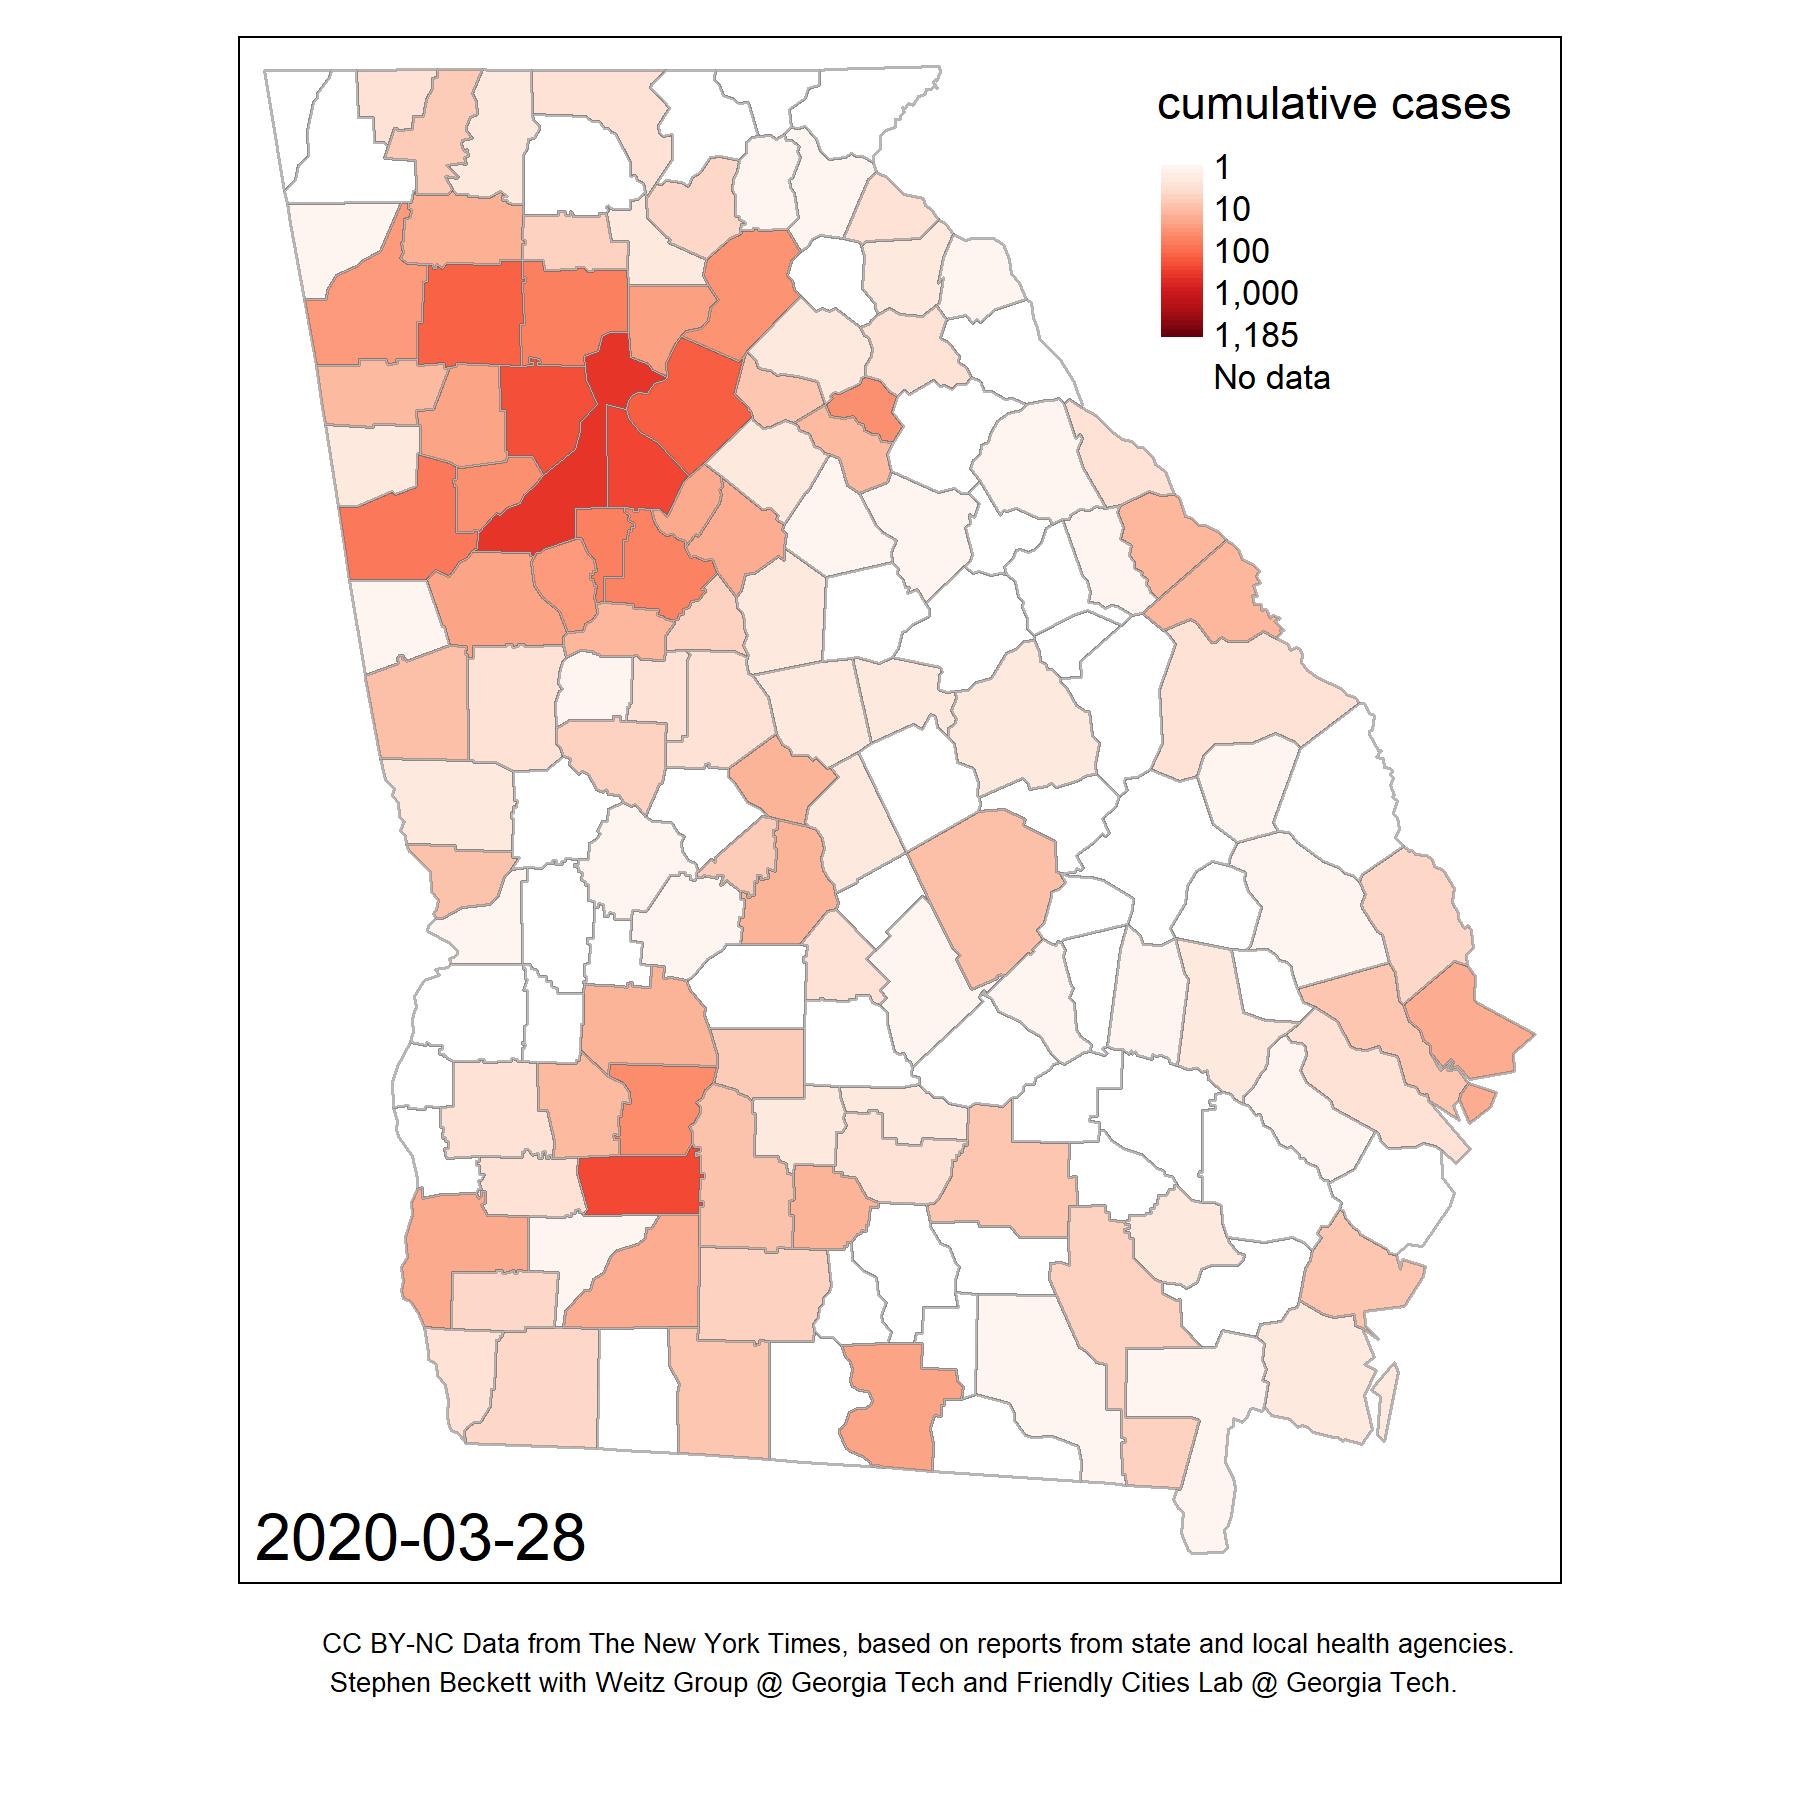 cumulative cases
1
10
100
1,000
1,185
No data
2020-03-28
CC BY-NC Data from The New York Times, based on reports from state and local health agencies.
Stephen Beckett with Weitz Group @ Georgia Tech and Friendly Cities Lab @ Georgia Tech.